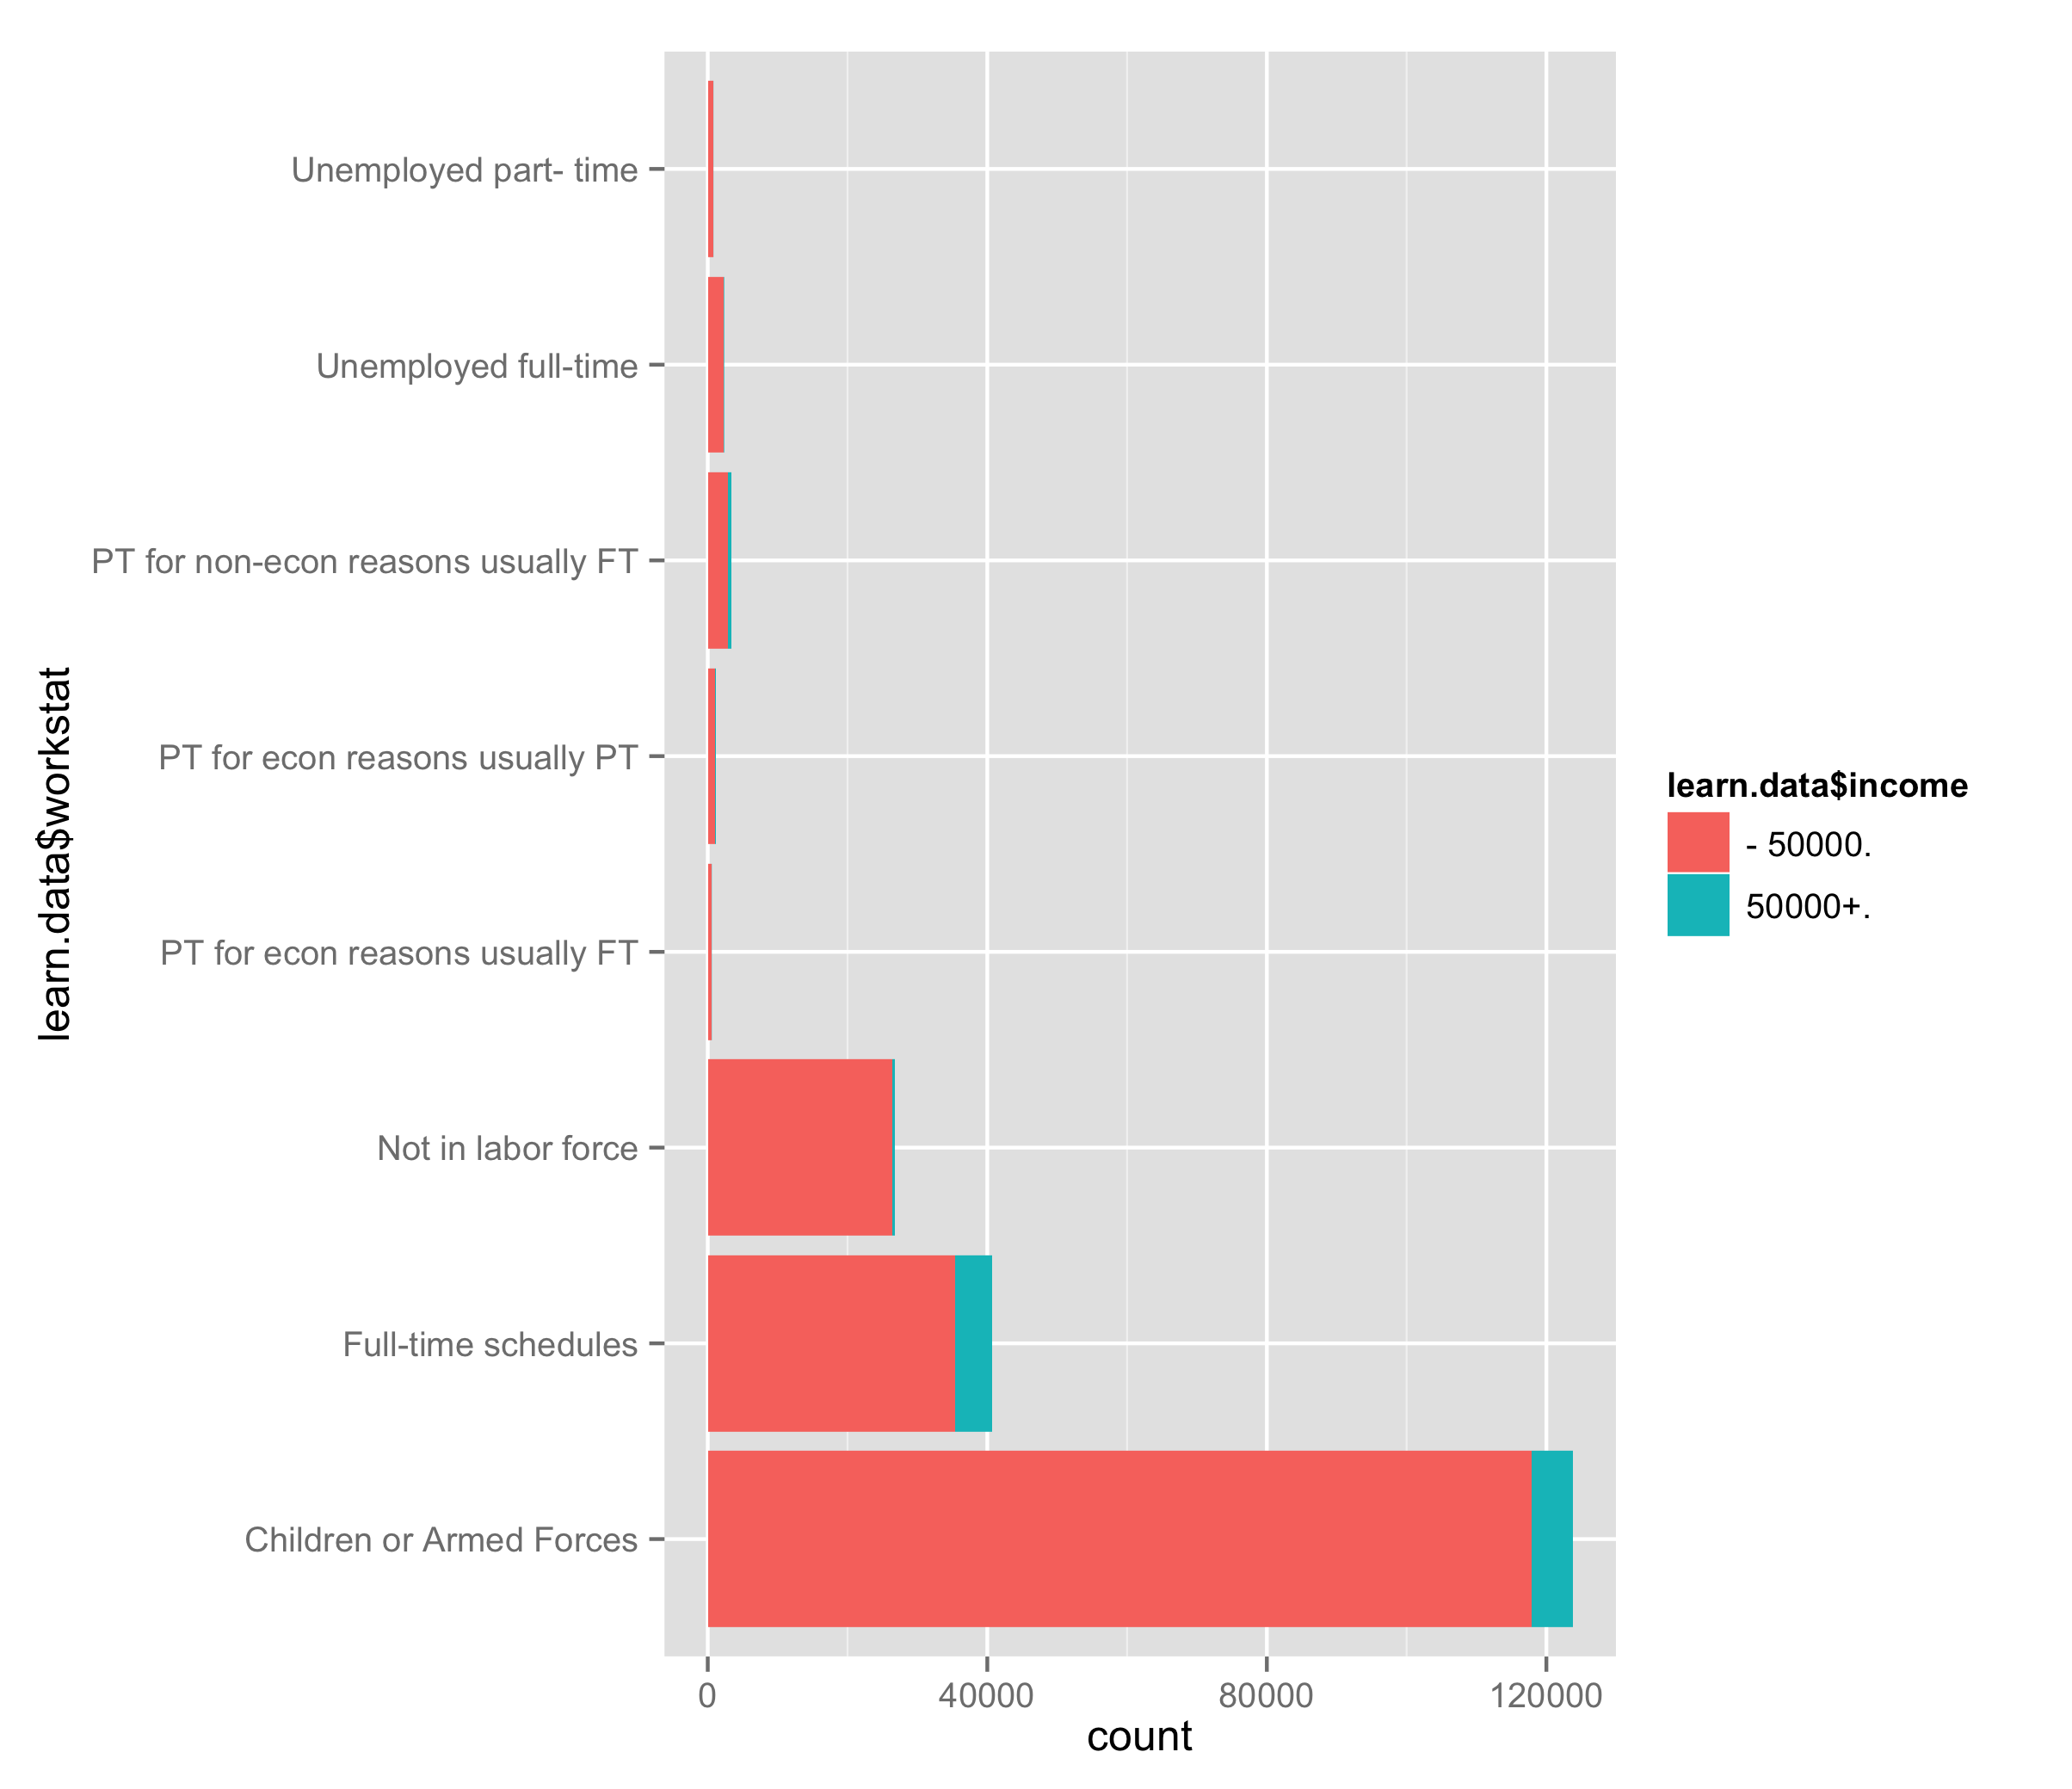 learn.data$workstat
Unemployed part- time
Unemployed full-time
PT for non-econ reasons usually FT
PT for econ reasons usually PT
PT for econ reasons usually FT
Not in labor force
Full-time schedules
Children or Armed Forces
0 40000 80000 120000
count
learn.data$income
- 50000.
50000+.